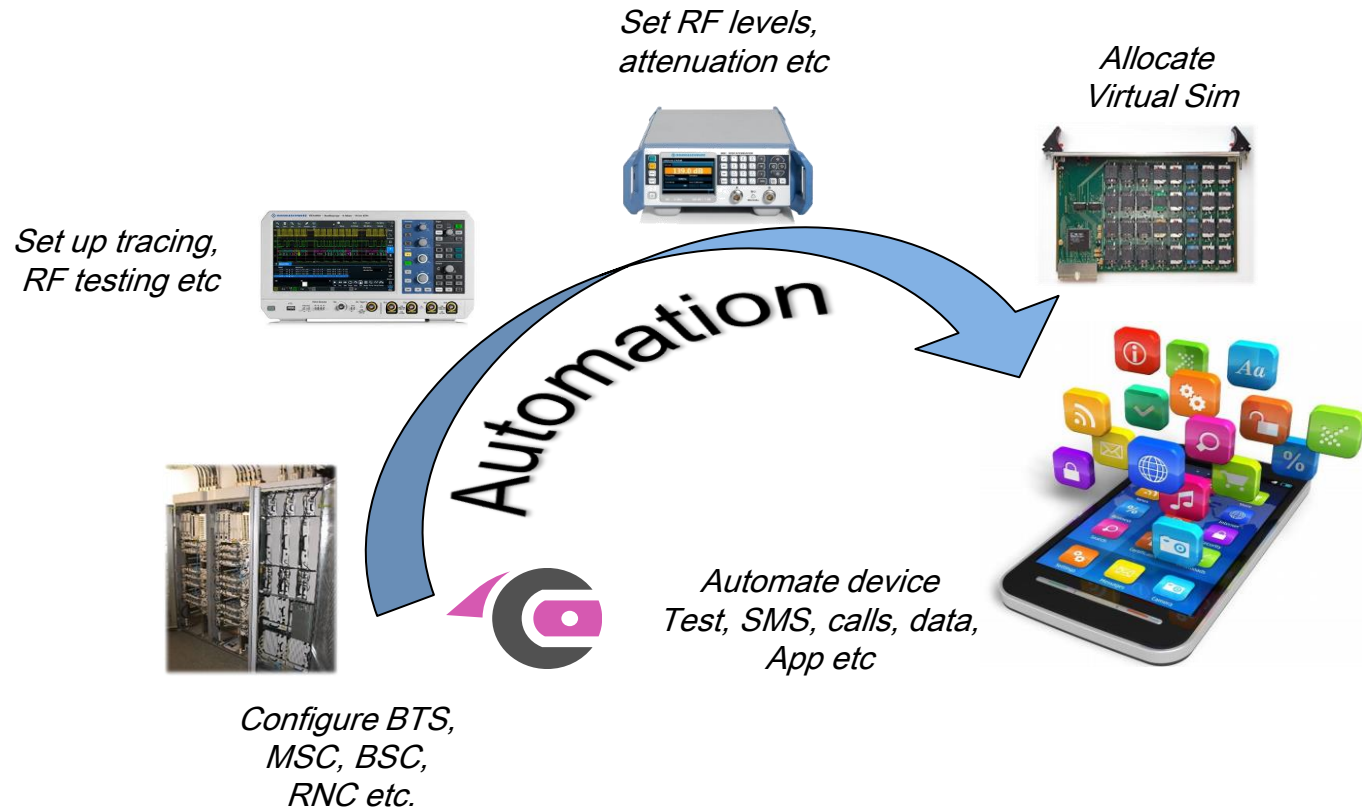 Set RF levels,
attenuation etc
Allocate
Virtual Sim
Set up tracing,
RF testing etc
Automation
Automate device
Test, SMS, calls, data,
App etc
Configure BTS,
MSC, BSC,
RNC etc.
Aa
%